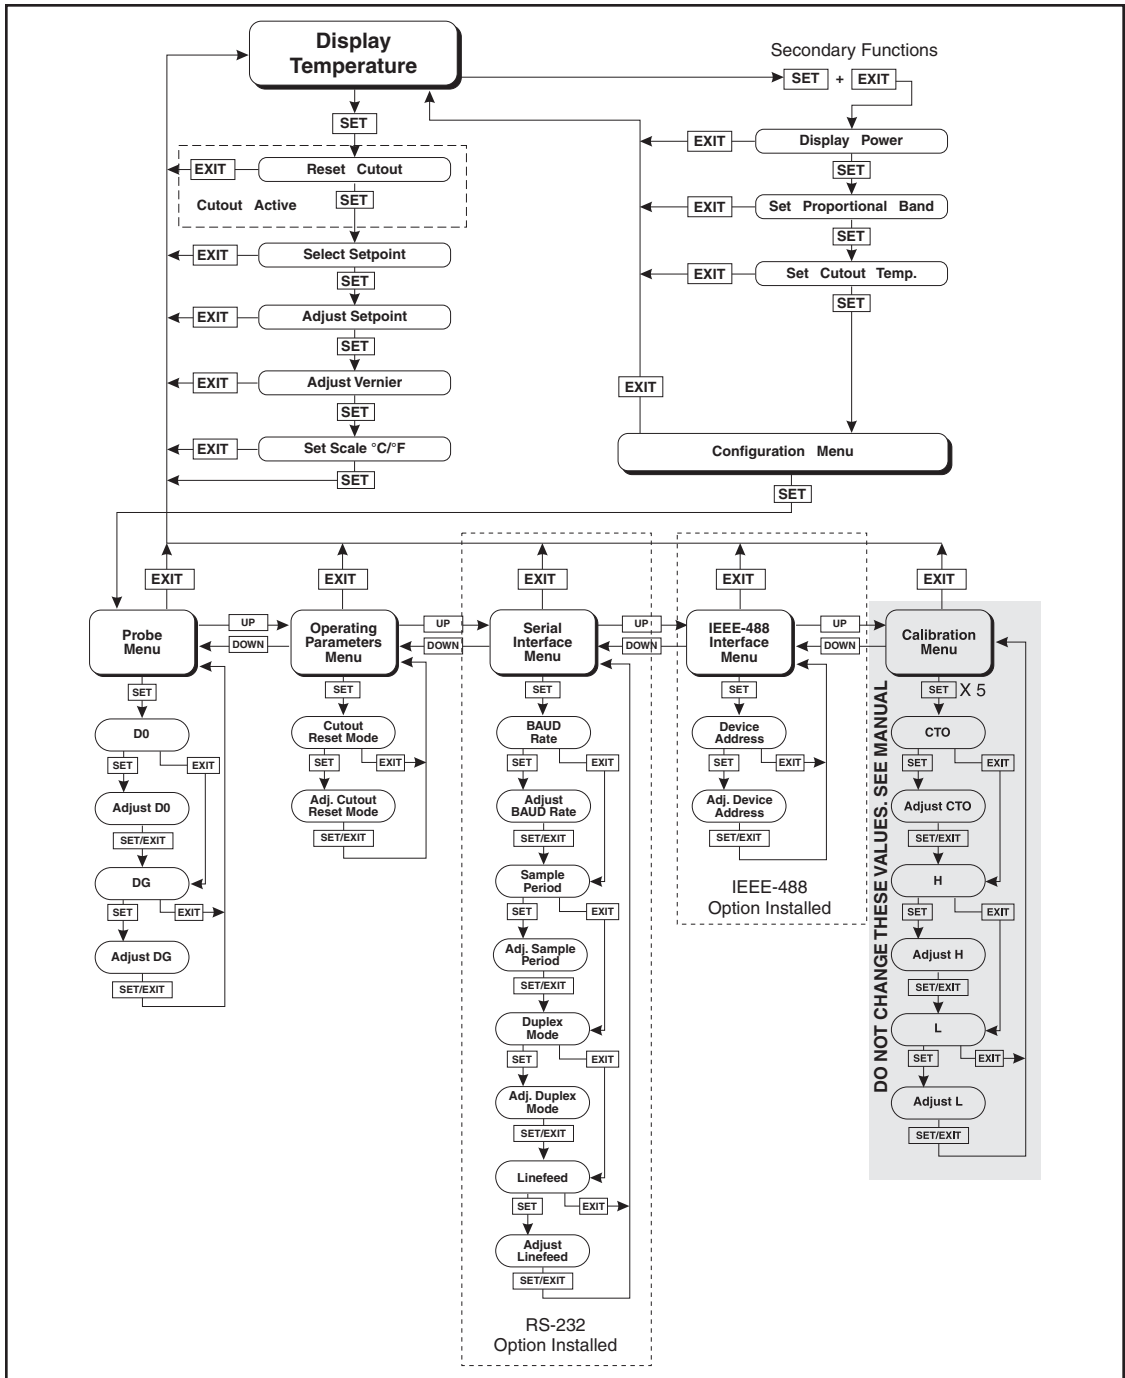 Display
Temperature
Secondary Functions
SET + EXIT
SET
EXIT
Display Power
EXIT
Reset Cutout
SET
Cutout Active
SET
EXIT
Set Proportional Band
SET
EXIT
Select Setpoint
SET
EXIT
Set Cutout Temp.
SET
EXIT
Adjust Setpoint
SET
EXIT
Adjust Vernier
SET
EXIT
EXIT
Set Scale °C/°F
SET
Configuration Menu
SET
EXIT
EXIT
EXIT
EXIT
EXIT
Probe
Menu
UP
DOWN
Operating
Parameters
Menu
UP
DOWN
Serial
Interface
Menu
UP
DOWN
IEEE-488
Interface
Menu
UP
DOWN
Calibration
Menu
SET
D0
SET
EXIT
Adjust D0
SET/EXIT
DG
SET
EXIT
Adjust DG
SET/EXIT
SET
Cutout
Reset Mode
SET
EXIT
Adj. Cutout
Reset Mode
SET/EXIT
SET
BAUD
Rate
SET
EXIT
Adjust
BAUD Rate
SET/EXIT
Sample
Period
SET
EXIT
Adj. Sample
Period
SET/EXIT
Duplex
Mode
SET
EXIT
Adj. Duplex
Mode
SET/EXIT
Linefeed
SET
EXIT
Adjust
Linefeed
SET/EXIT
RS-232
Option Installed
SET
Device
Address
SET
EXIT
Adj. Device
Address
SET/EXIT
IEEE-488
Option Installed
DO NOT CHANGE THESE VALUES. SEE MANUAL
SET X 5
CTO
SET
EXIT
Adjust CTO
SET/EXIT
H
SET
EXIT
Adjust H
SET/EXIT
L
SET
EXIT
Adjust L
SET/EXIT